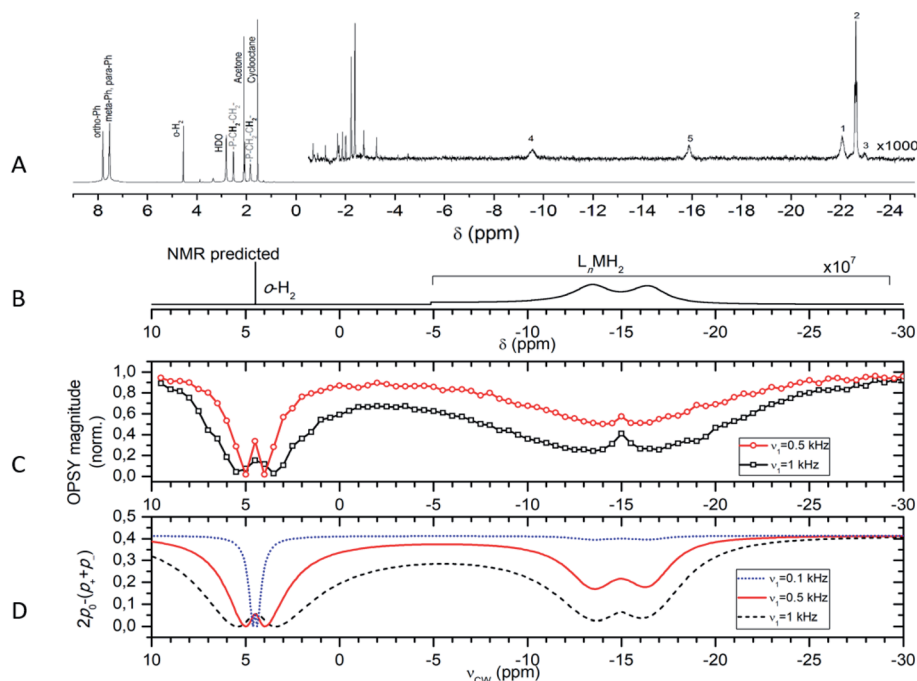 A
ortho-Ph
meta-Ph, para-Ph
o-H2
HDO
-P-CH2-CH2-
Acetone
-P-CH2-CH2-
Cyclooctane
4
5
1
2
3
x1000
9 8 6 4 2 0 -2 -4 -6 -8 -10 -12 -14 -16 -18 -20 -22 -24
δ (ppm)
B
NMR predicted
o-H2
LnMH2
x10^7
10 5 0 -5 -10 -15 -20 -25 -30
δ (ppm)
C
OPSY magnitude
(norm.)
1,0
0,8
0,6
0,4
0,2
0,0
ν1=0.5 kHz
ν1=1 kHz
10 5 0 -5 -10 -15 -20 -25 -30
D
2p0-(p++p-)
0,5
0,4
0,3
0,2
0,1
0,0
ν1=0.1 kHz
ν1=0.5 kHz
ν1=1 kHz
10 5 0 -5 -10 -15 -20 -25 -30
νCW (ppm)